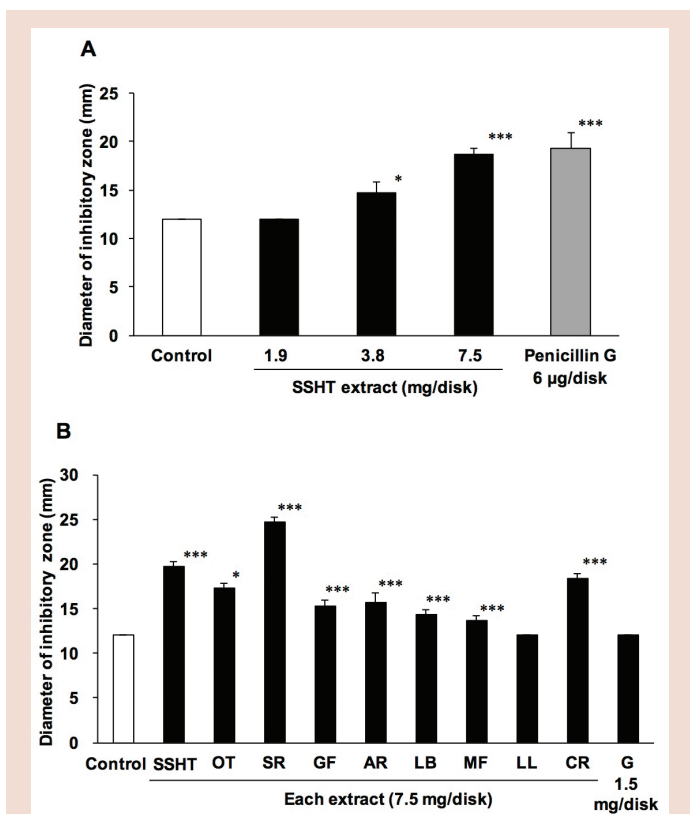 A
Diameter of inhibitory zone (mm)
25
20
15
10
5
0
*
***
***
Control
1.9
3.8
7.5
Penicillin G
6 µg/disk
SSHT extract (mg/disk)
B
Diameter of inhibitory zone (mm)
30
25
20
15
10
5
0
***
*
***
***
***
***
***
***
Control SSHT OT SR GF AR LB MF LL CR G
1.5
mg/disk
Each extract (7.5 mg/disk)